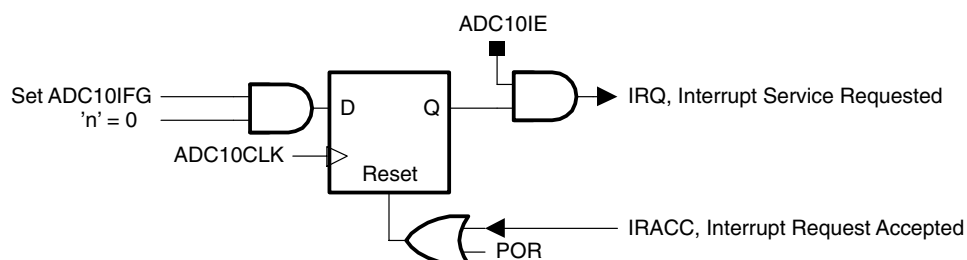 ADC10IE
Set ADC10IFG
'n' = 0
D
Q
IRQ, Interrupt Service Requested
ADC10CLK
Reset
IRACC, Interrupt Request Accepted
POR